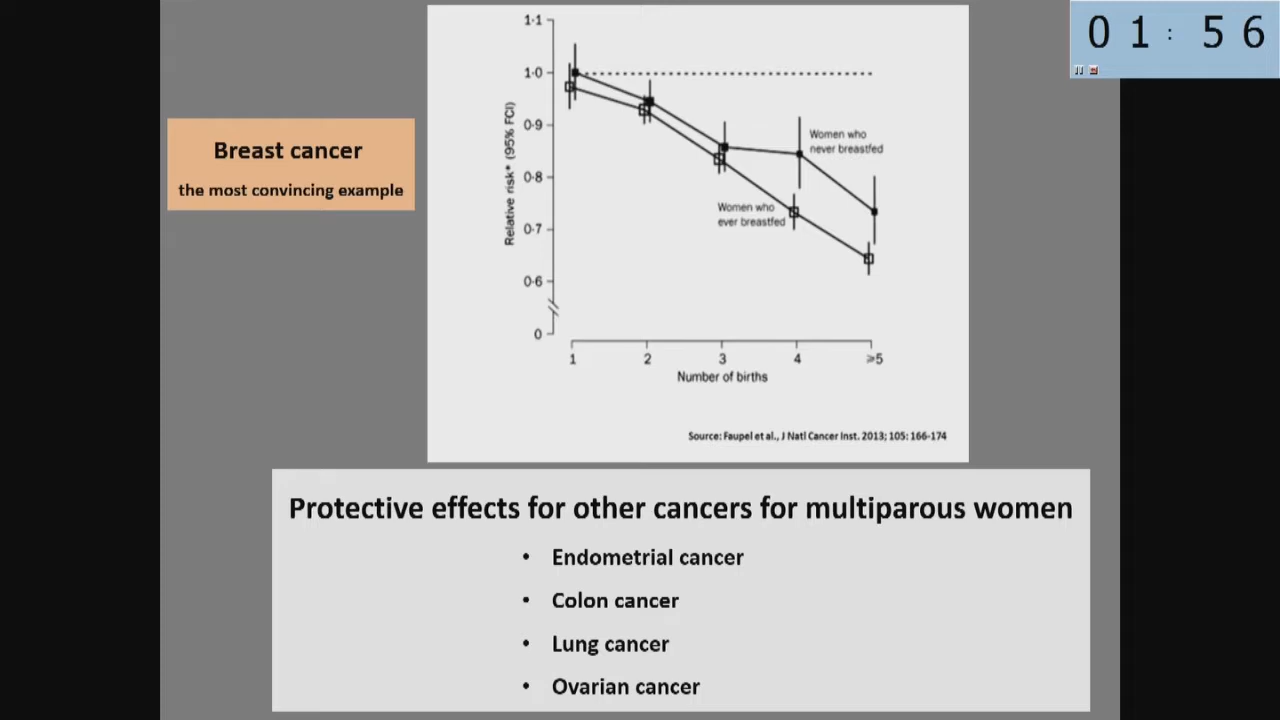 01:56
Breast cancer
the most convincing example
1·1
1·0
0·9
0·8
0·7
0·6
0
Relative risk* (95% FCI)
Women who
never breastfed
Women who
ever breastfed
1 2 3 4 ⩾5
Number of births
Source: Faupel et al., J Natl Cancer Inst. 2013; 105: 166-174
Protective effects for other cancers for multiparous women
• Endometrial cancer
• Colon cancer
• Lung cancer
• Ovarian cancer